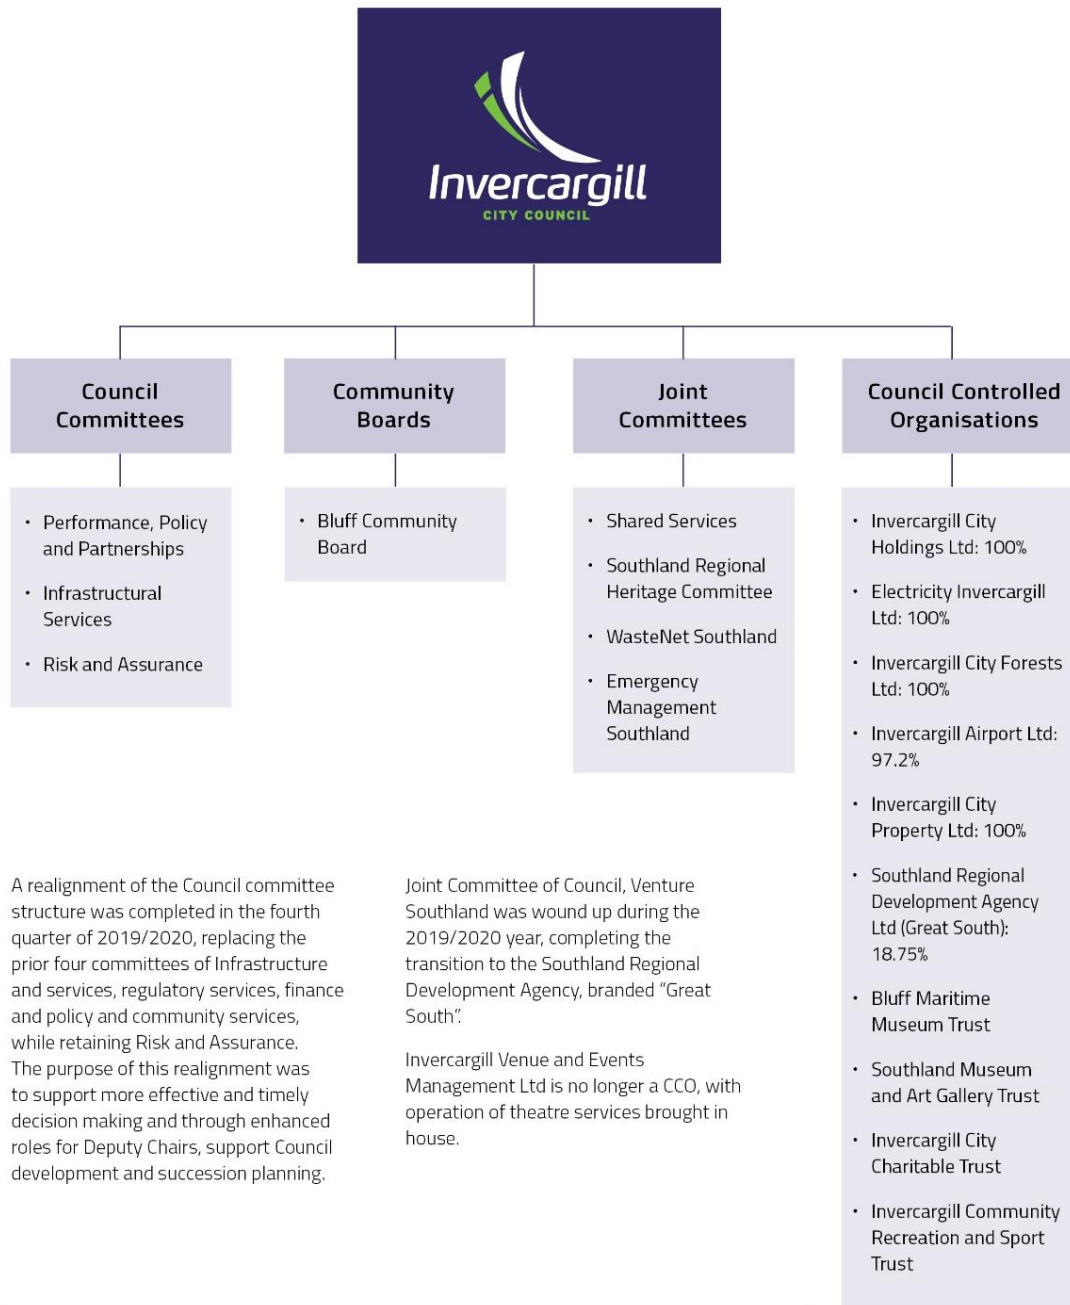 Invercargill
CITY COUNCIL
Council
Committees
Community
Boards
Joint
Committees
Council Controlled
Organisations
• Performance, Policy
and Partnerships
• Infrastructural
Services
• Risk and Assurance
• Bluff Community
Board
• Shared Services
• Southland Regional
Heritage Committee
• WasteNet Southland
• Emergency
Management
Southland
• Invercargill City
Holdings Ltd: 100%
• Electricity Invercargill
Ltd: 100%
• Invercargill City Forests
Ltd: 100%
• Invercargill Airport Ltd:
97.2%
• Invercargill City
Property Ltd: 100%
• Southland Regional
Development Agency
Ltd (Great South):
18.75%
• Bluff Maritime
Museum Trust
• Southland Museum
and Art Gallery Trust
• Invercargill City
Charitable Trust
• Invercargill Community
Recreation and Sport
Trust
A realignment of the Council committee
structure was completed in the fourth
quarter of 2019/2020, replacing the
prior four committees of Infrastructure
and services, regulatory services, finance
and policy and community services,
while retaining Risk and Assurance.
The purpose of this realignment was
to support more effective and timely
decision making and through enhanced
roles for Deputy Chairs, support Council
development and succession planning.
Joint Committee of Council, Venture
Southland was wound up during the
2019/2020 year, completing the
transition to the Southland Regional
Development Agency, branded “Great
South”.
Invercargill Venue and Events
Management Ltd is no longer a CCO, with
operation of theatre services brought in
house.